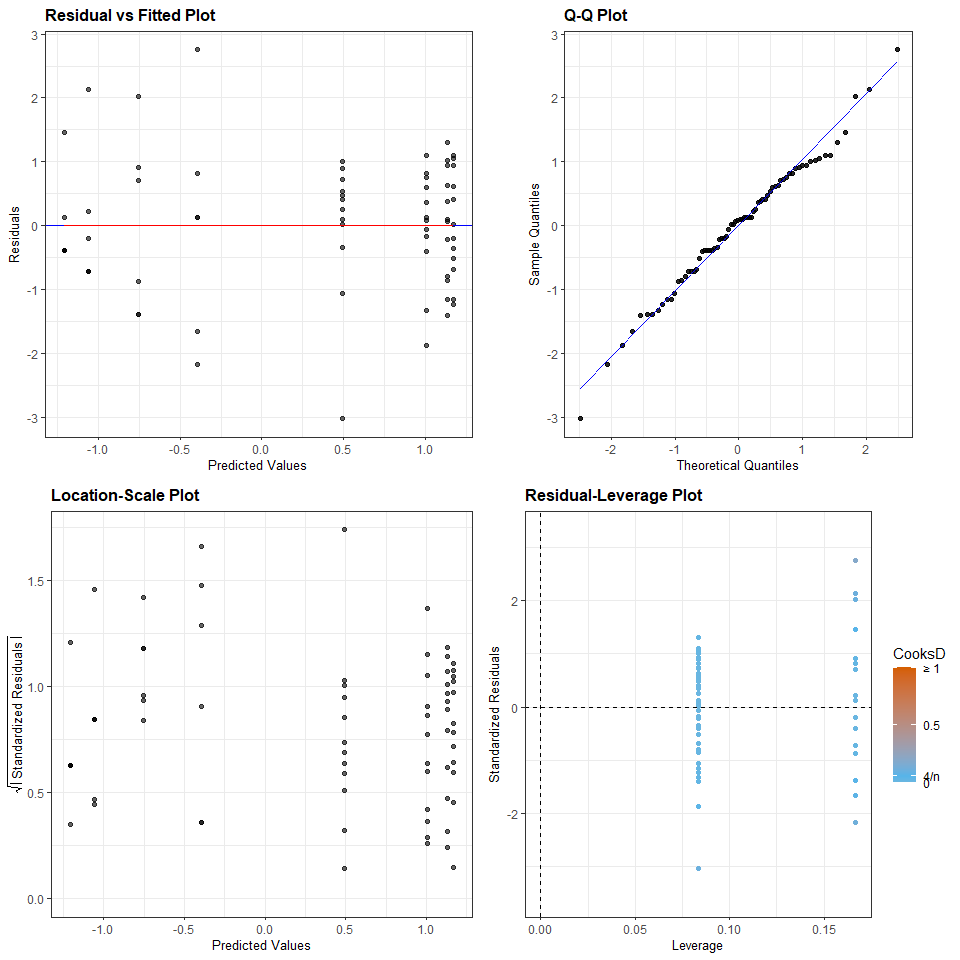 Residual vs Fitted Plot
3
2
1
0
-1
-2
-3
Residuals
-1.0 -0.5 0.0 0.5 1.0
Predicted Values
Q-Q Plot
3
2
1
0
-1
-2
-3
Sample Quantiles
-2 -1 0 1 2
Theoretical Quantiles
Location-Scale Plot
1.5
1.0
0.5
0.0
√| Standardized Residuals |
-1.0 -0.5 0.0 0.5 1.0
Predicted Values
Residual-Leverage Plot
2
0
-2
Standardized Residuals
0.00 0.05 0.10 0.15
Leverage
CooksD
≥ 1
0.5
4/n
0